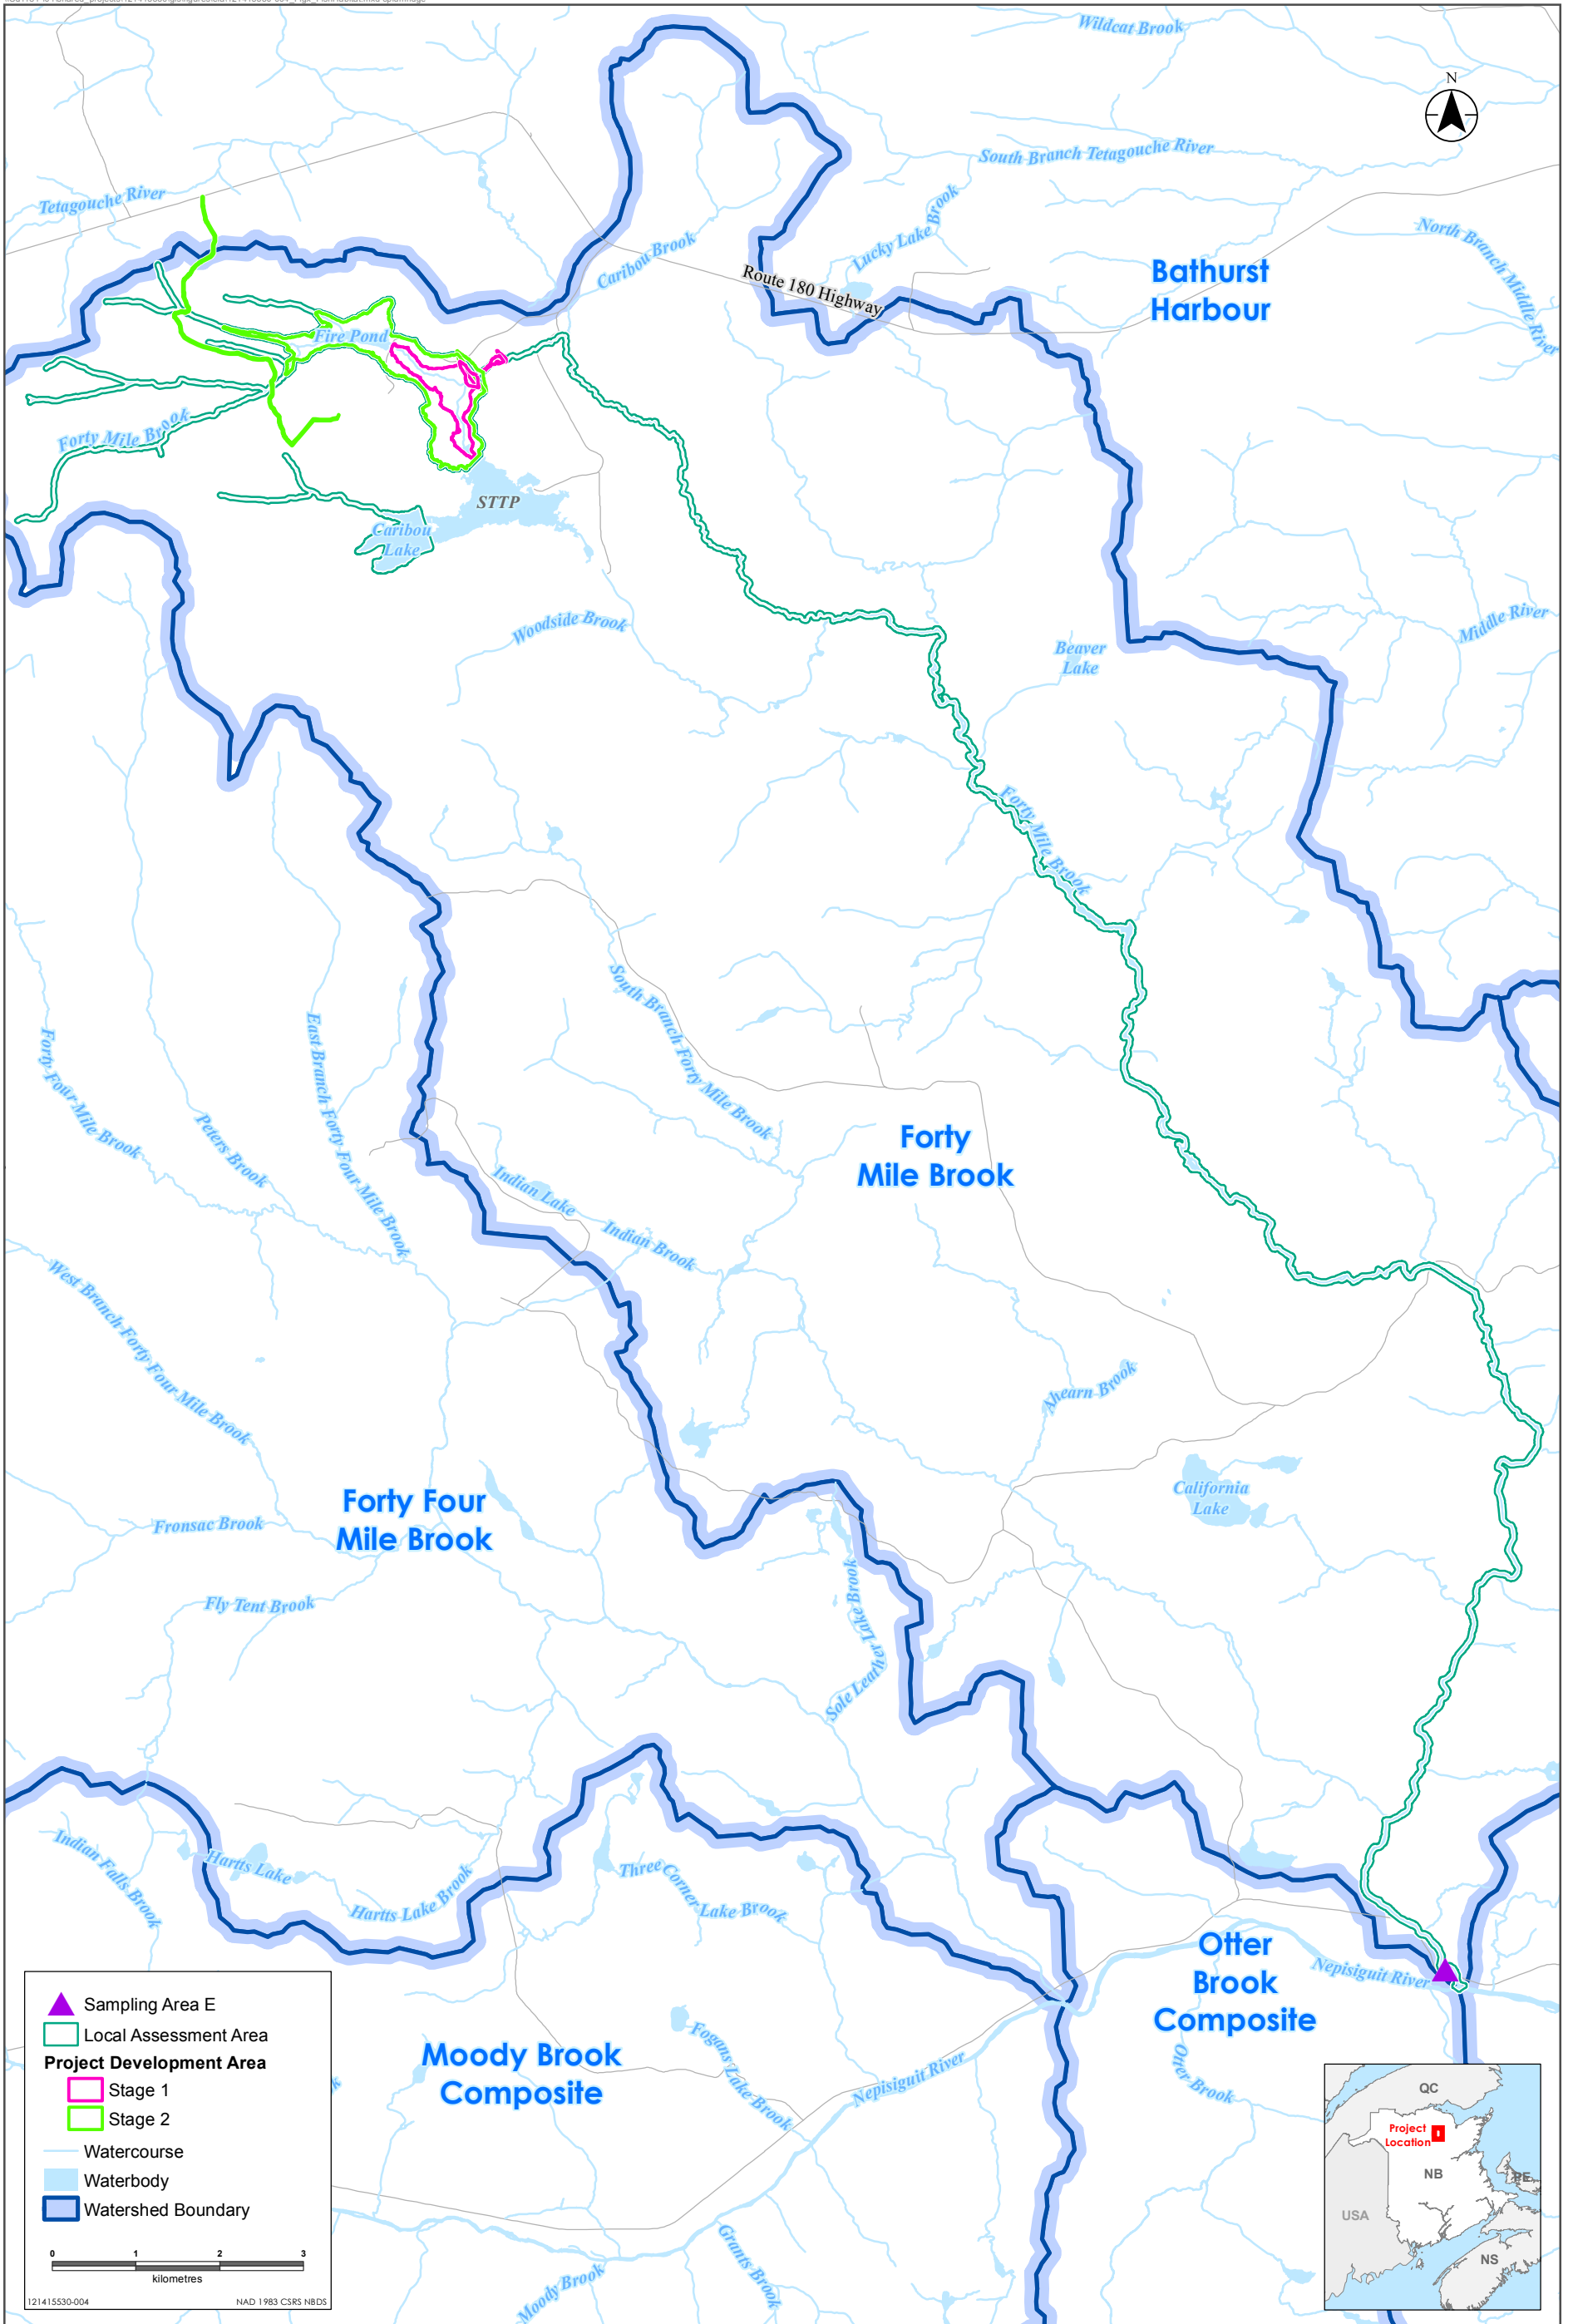 Wildcat Brook
N
South Branch Tetagouche River
Tetagouche River
Lucky Lake Brook
North Branch Middle River
Caribou Brook
Route 180 Highway
Bathurst
Harbour
Fire Pond
Forty Mile Brook
STTP
Caribou
Lake
Woodside Brook
Middle River
Beaver
Lake
Forty Mile Brook
South Branch Forty Mile Brook
Forty Four Mile Brook
Peters Brook
East Branch Forty Four Mile Brook
Forty
Mile Brook
Indian Lake
Indian Brook
West Branch Forty Four Mile Brook
Ahearn Brook
California
Lake
Forty Four
Mile Brook
Fronsac Brook
Fly Tent Brook
Sole Leather Lake Brook
Indian Falls Brook
Hartts Lake
Hartts Lake Brook
Three Corner Lake Brook
Otter
Brook
Composite
Nepisiguit River
Moody Brook
Composite
Fogans Lake Brook
Nepisiguit River
Otter Brook
Grants Brook
Moody Brook
Sampling Area E
Local Assessment Area
Project Development Area
Stage 1
Stage 2
Watercourse
Waterbody
Watershed Boundary
0 1 2 3
kilometres
121415530-004 NAD 1983 CSRS NBDS
QC
Project
Location
NB
PE
USA
NS